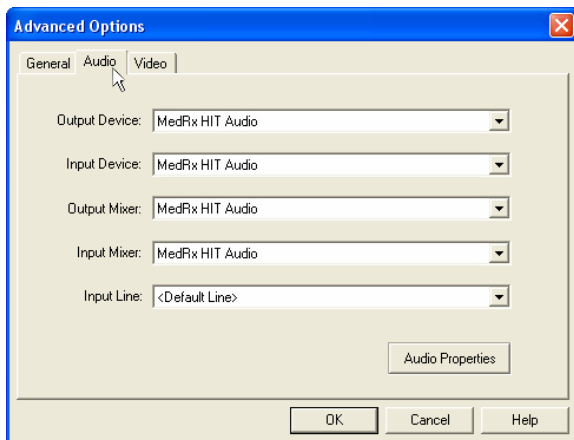 Advanced Options
General Audio Video
Output Device: MedRx HIT Audio
Input Device: MedRx HIT Audio
Output Mixer: MedRx HIT Audio
Input Mixer: MedRx HIT Audio
Input Line: <Default Line>
Audio Properties
OK Cancel Help